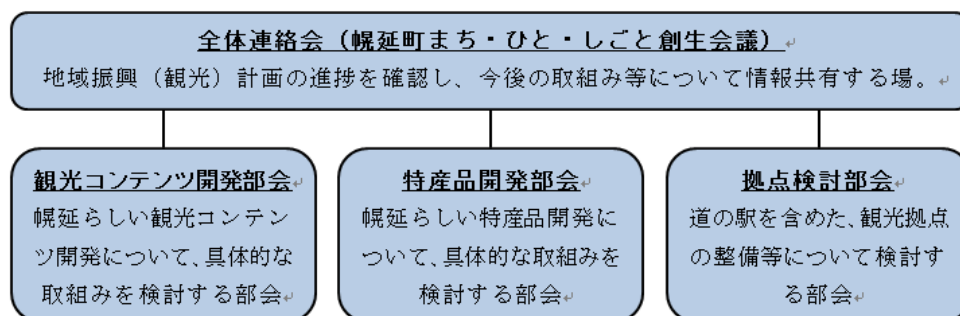 全体連絡会（幌延町まち・ひと・しごと創生会議）
地域振興（観光）計画の進捗を確認し、今後の取組み等について情報共有する場。
観光コンテンツ開発部会
幌延らしい観光コンテン
ツ開発について、具体的な
取組みを検討する部会
特産品開発部会
幌延らしい特産品開発に
ついて、具体的な取組みを
検討する部会
拠点検討部会
道の駅を含めた、観光拠点
の整備等について検討す
る部会